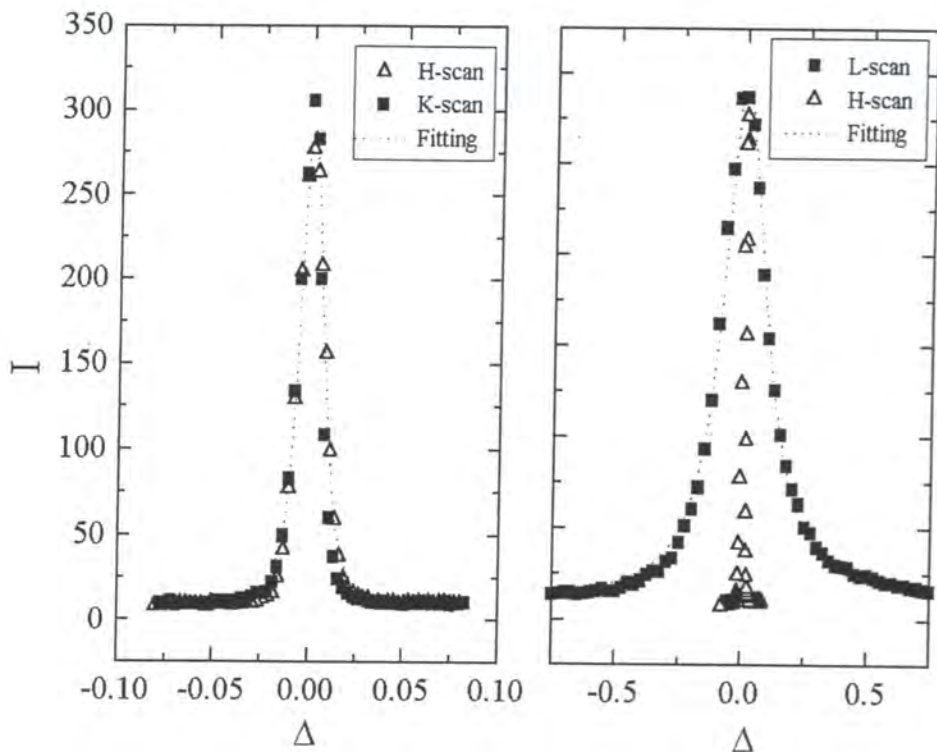 350
300
250
200
150
100
50
0
I
-0.10 -0.05 0.00 0.05 0.10
Δ
△ H-scan
■ K-scan
Fitting
-0.5 0.0 0.5
Δ
■ L-scan
△ H-scan
Fitting